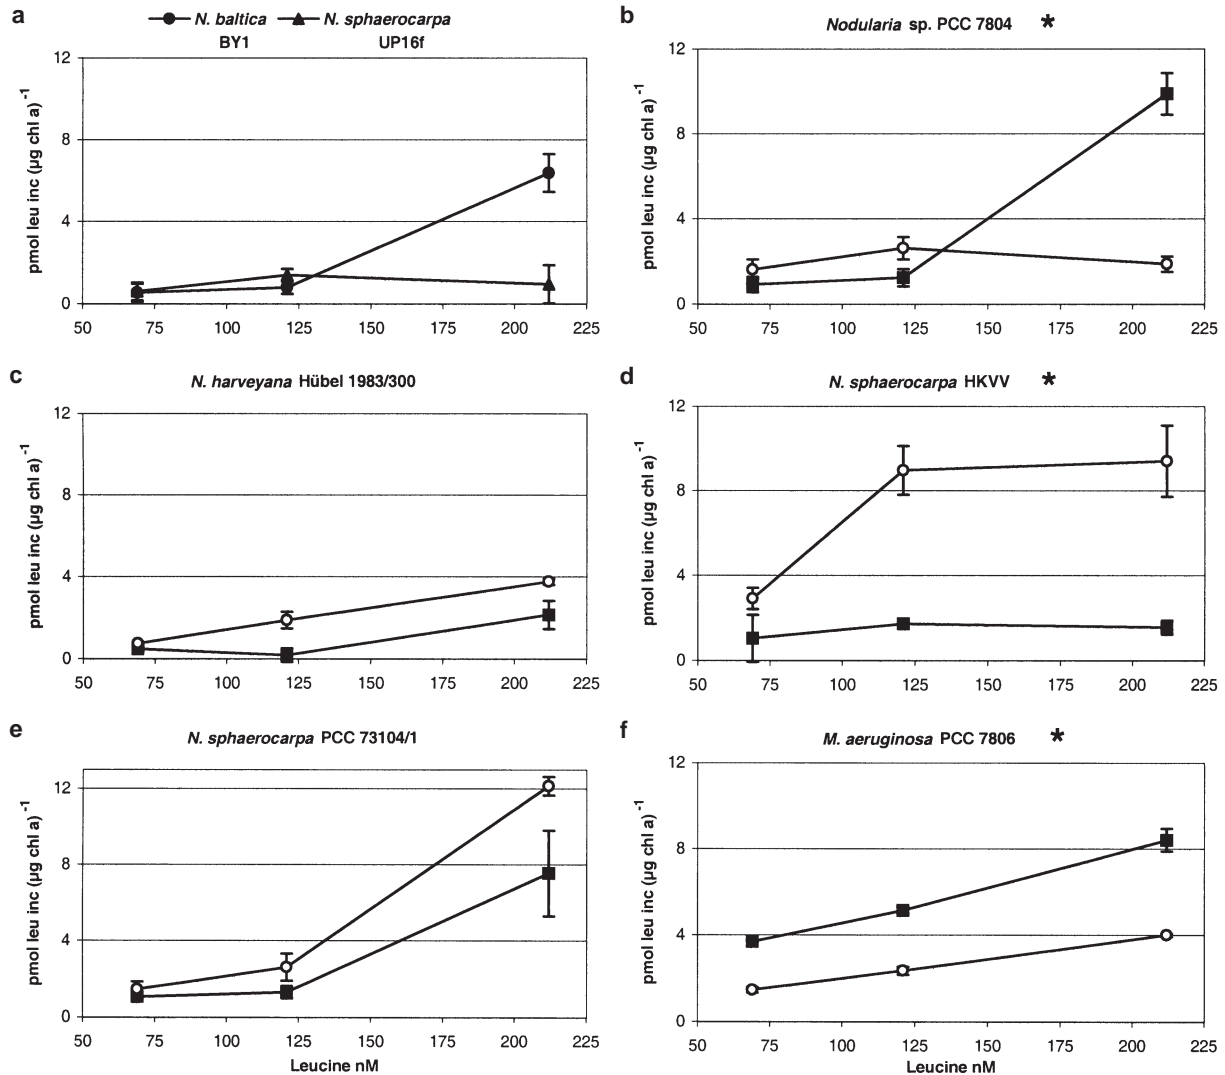 a
N. baltica
BY1
N. sphaerocarpa
UP16f
pmol leu inc (µg chl a) -1
12
8
4
0
50 75 100 125 150 175 200 225
b
Nodularia sp. PCC 7804 *
pmol leu inc (µg chl a) -1
12
8
4
0
50 75 100 125 150 175 200 225
c
N. harveyana Hübel 1983/300
pmol leu inc (µg chl a) -1
12
8
4
0
50 75 100 125 150 175 200 225
d
N. sphaerocarpa HKVV *
pmol leu inc (µg chl a) -1
12
8
4
0
50 75 100 125 150 175 200 225
e
N. sphaerocarpa PCC 73104/1
pmol leu inc (µg chl a) -1
12
8
4
0
50 75 100 125 150 175 200 225
Leucine nM
f
M. aeruginosa PCC 7806 *
pmol leu inc (µg chl a) -1
12
8
4
0
50 75 100 125 150 175 200 225
Leucine nM